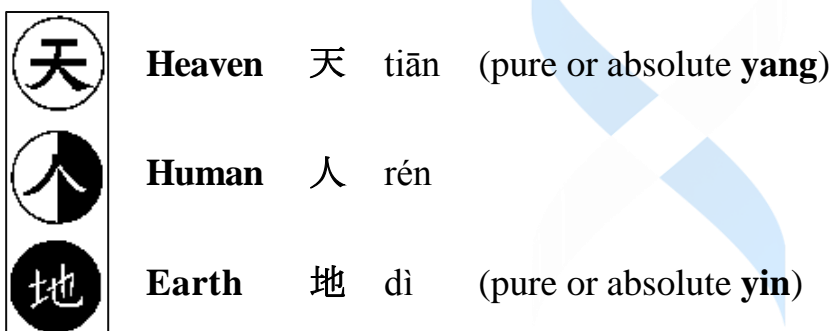 天 Heaven 天 tiān (pure or absolute yang)
人 Human 人 rén
地 Earth 地 dì (pure or absolute yin)